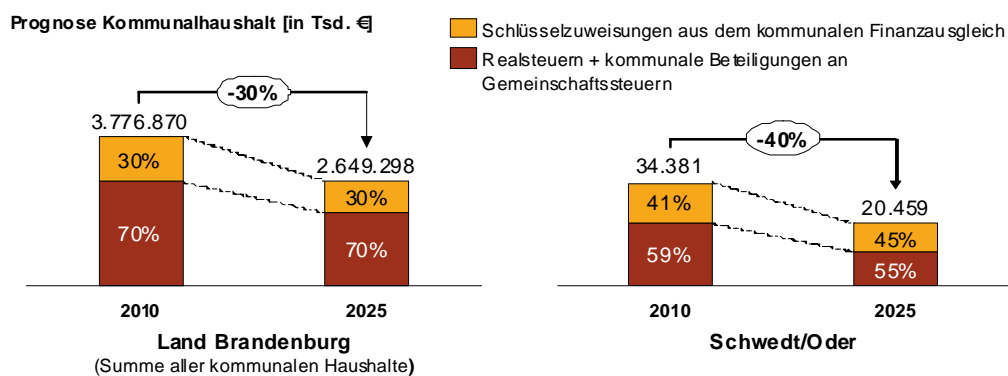 Prognose Kommunalhaushalt [in Tsd. €]
Schlüsselzuweisungen aus dem kommunalen Finanzausgleich
Realsteuern + kommunale Beteiligungen an
Gemeinschaftssteuern
-30%
3.776.870
2.649.298
30%
30%
70%
70%
2010
2025
Land Brandenburg
(Summe aller kommunalen Haushalte)
-40%
34.381
20.459
41%
45%
59%
55%
2010
2025
Schwedt/Oder